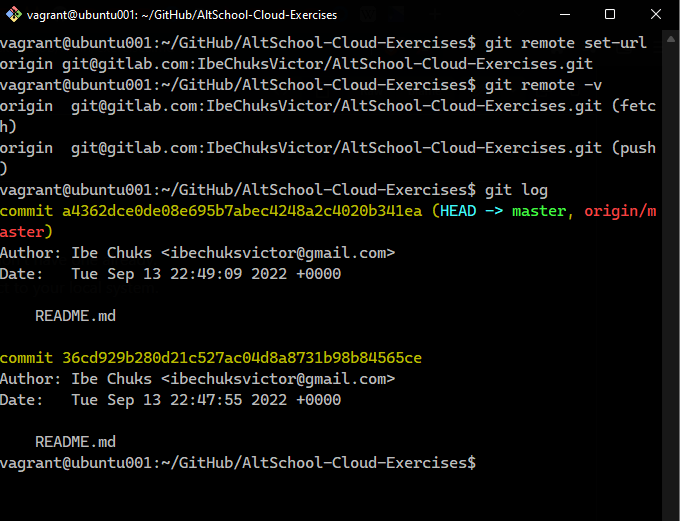 vagrant@ubuntu001: ~/GitHub/AltSchool-Cloud-Exercises
vagrant@ubuntu001:~/GitHub/AltSchool-Cloud-Exercises$ git remote set-url
origin git@gitlab.com:IbeChuksVictor/AltSchool-Cloud-Exercises.git
vagrant@ubuntu001:~/GitHub/AltSchool-Cloud-Exercises$ git remote -v
origin  git@gitlab.com:IbeChuksVictor/AltSchool-Cloud-Exercises.git (fetc
h)
origin  git@gitlab.com:IbeChuksVictor/AltSchool-Cloud-Exercises.git (push
)
vagrant@ubuntu001:~/GitHub/AltSchool-Cloud-Exercises$ git log
commit a4362dce0de08e695b7abec4248a2c4020b341ea (HEAD -> master, origin/m
aster)
Author: Ibe Chuks <ibechuksvictor@gmail.com>
Date:   Tue Sep 13 22:49:09 2022 +0000
    README.md
commit 36cd929b280d21c527ac04d8a8731b98b84565ce
Author: Ibe Chuks <ibechuksvictor@gmail.com>
Date:   Tue Sep 13 22:47:55 2022 +0000
    README.md
vagrant@ubuntu001:~/GitHub/AltSchool-Cloud-Exercises$